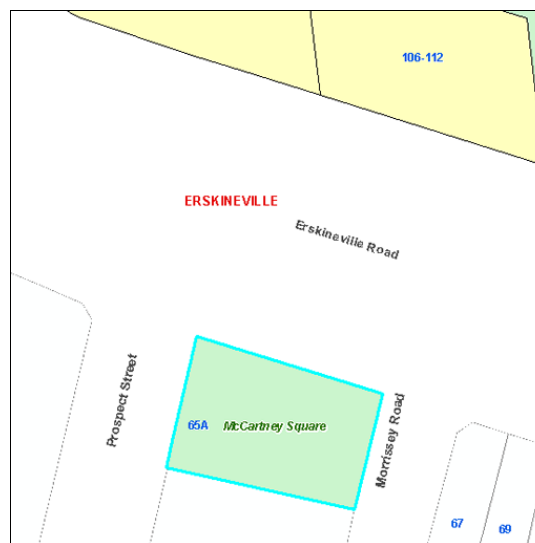 106-112
ERSKINEVILLE
Erskineville Road
Prospect Street
65A
McCartney Square
Morrissey Road
67
69